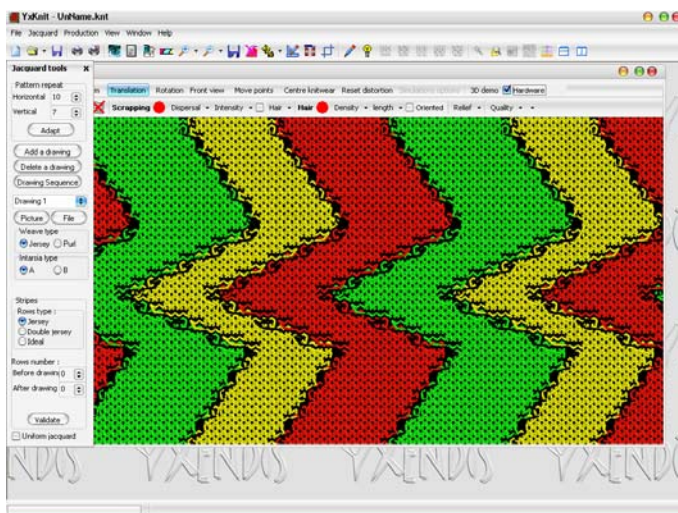 YxKnit - UnName.knt
File Jacquard Production View Window Help
Jacquard tools x
Pattern repeat
Horizontal 10
Vertical 7
Adapt
Add a drawing
Delete a drawing
Drawing Sequence
Drawing 1
Picture File
Weave type
Jersey Purl
Intarsia type
A B
Stripes
Rows type :
Jersey
Double jersey
Ideal
Rows number :
Before drawing 0
After drawing 0
Validate
Uniform jacquard
Translation Rotation Front view Move points Centre knitwear Reset distortion 3D demo Hardware
Scrapping Dispersal Intensity Hair Hair Density length Oriented Relief Quality
NDIS YXENDIS YXENDIS YXEN